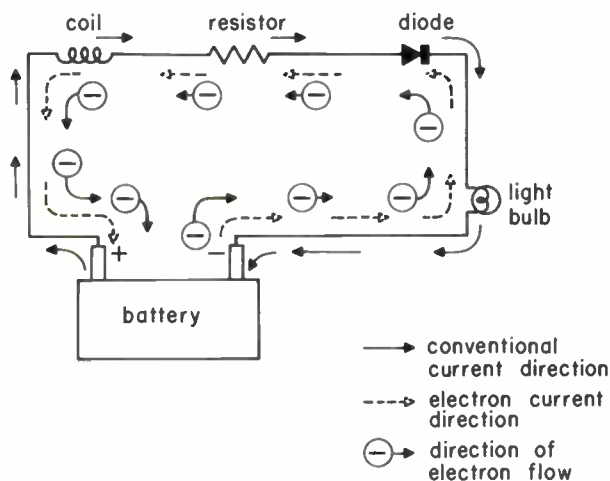 coil resistor diode
light
bulb
+ −
battery
conventional
current direction
electron current
direction
direction of
electron flow